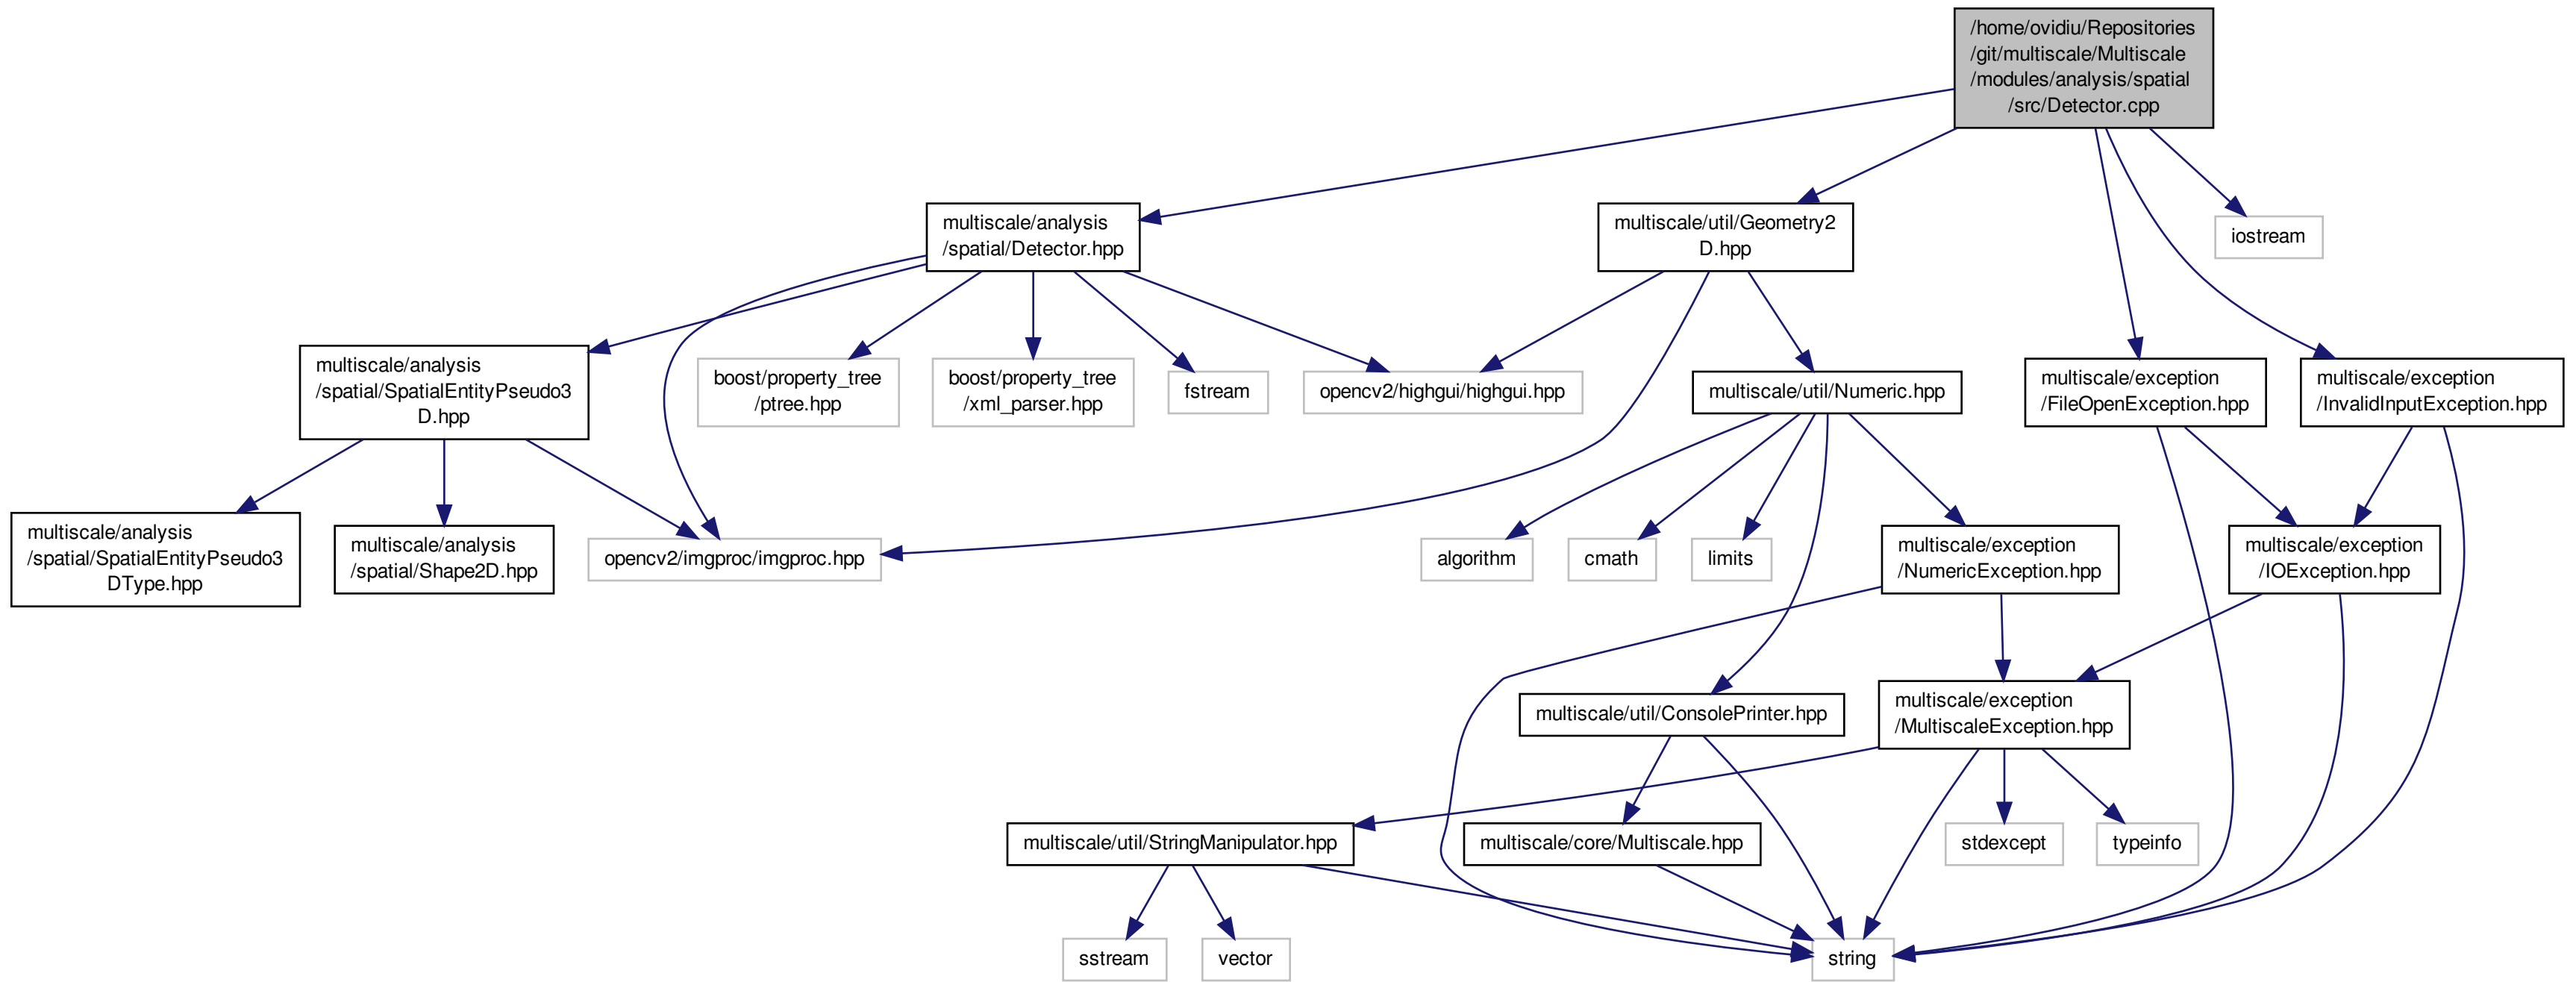 /home/ovidiu/Repositories
/git/multiscale/Multiscale
/modules/analysis/spatial
/src/Detector.cpp
multiscale/analysis
/spatial/Detector.hpp
multiscale/util/Geometry2
D.hpp
iostream
multiscale/analysis
/spatial/SpatialEntityPseudo3
D.hpp
boost/property_tree
/ptree.hpp
boost/property_tree
/xml_parser.hpp
fstream
opencv2/highgui/highgui.hpp
multiscale/util/Numeric.hpp
multiscale/exception
/FileOpenException.hpp
multiscale/exception
/InvalidInputException.hpp
multiscale/analysis
/spatial/SpatialEntityPseudo3
DType.hpp
multiscale/analysis
/spatial/Shape2D.hpp
opencv2/imgproc/imgproc.hpp
algorithm
cmath
limits
multiscale/exception
/NumericException.hpp
multiscale/exception
/IOException.hpp
multiscale/util/ConsolePrinter.hpp
multiscale/exception
/MultiscaleException.hpp
multiscale/util/StringManipulator.hpp
multiscale/core/Multiscale.hpp
stdexcept
typeinfo
sstream
vector
string